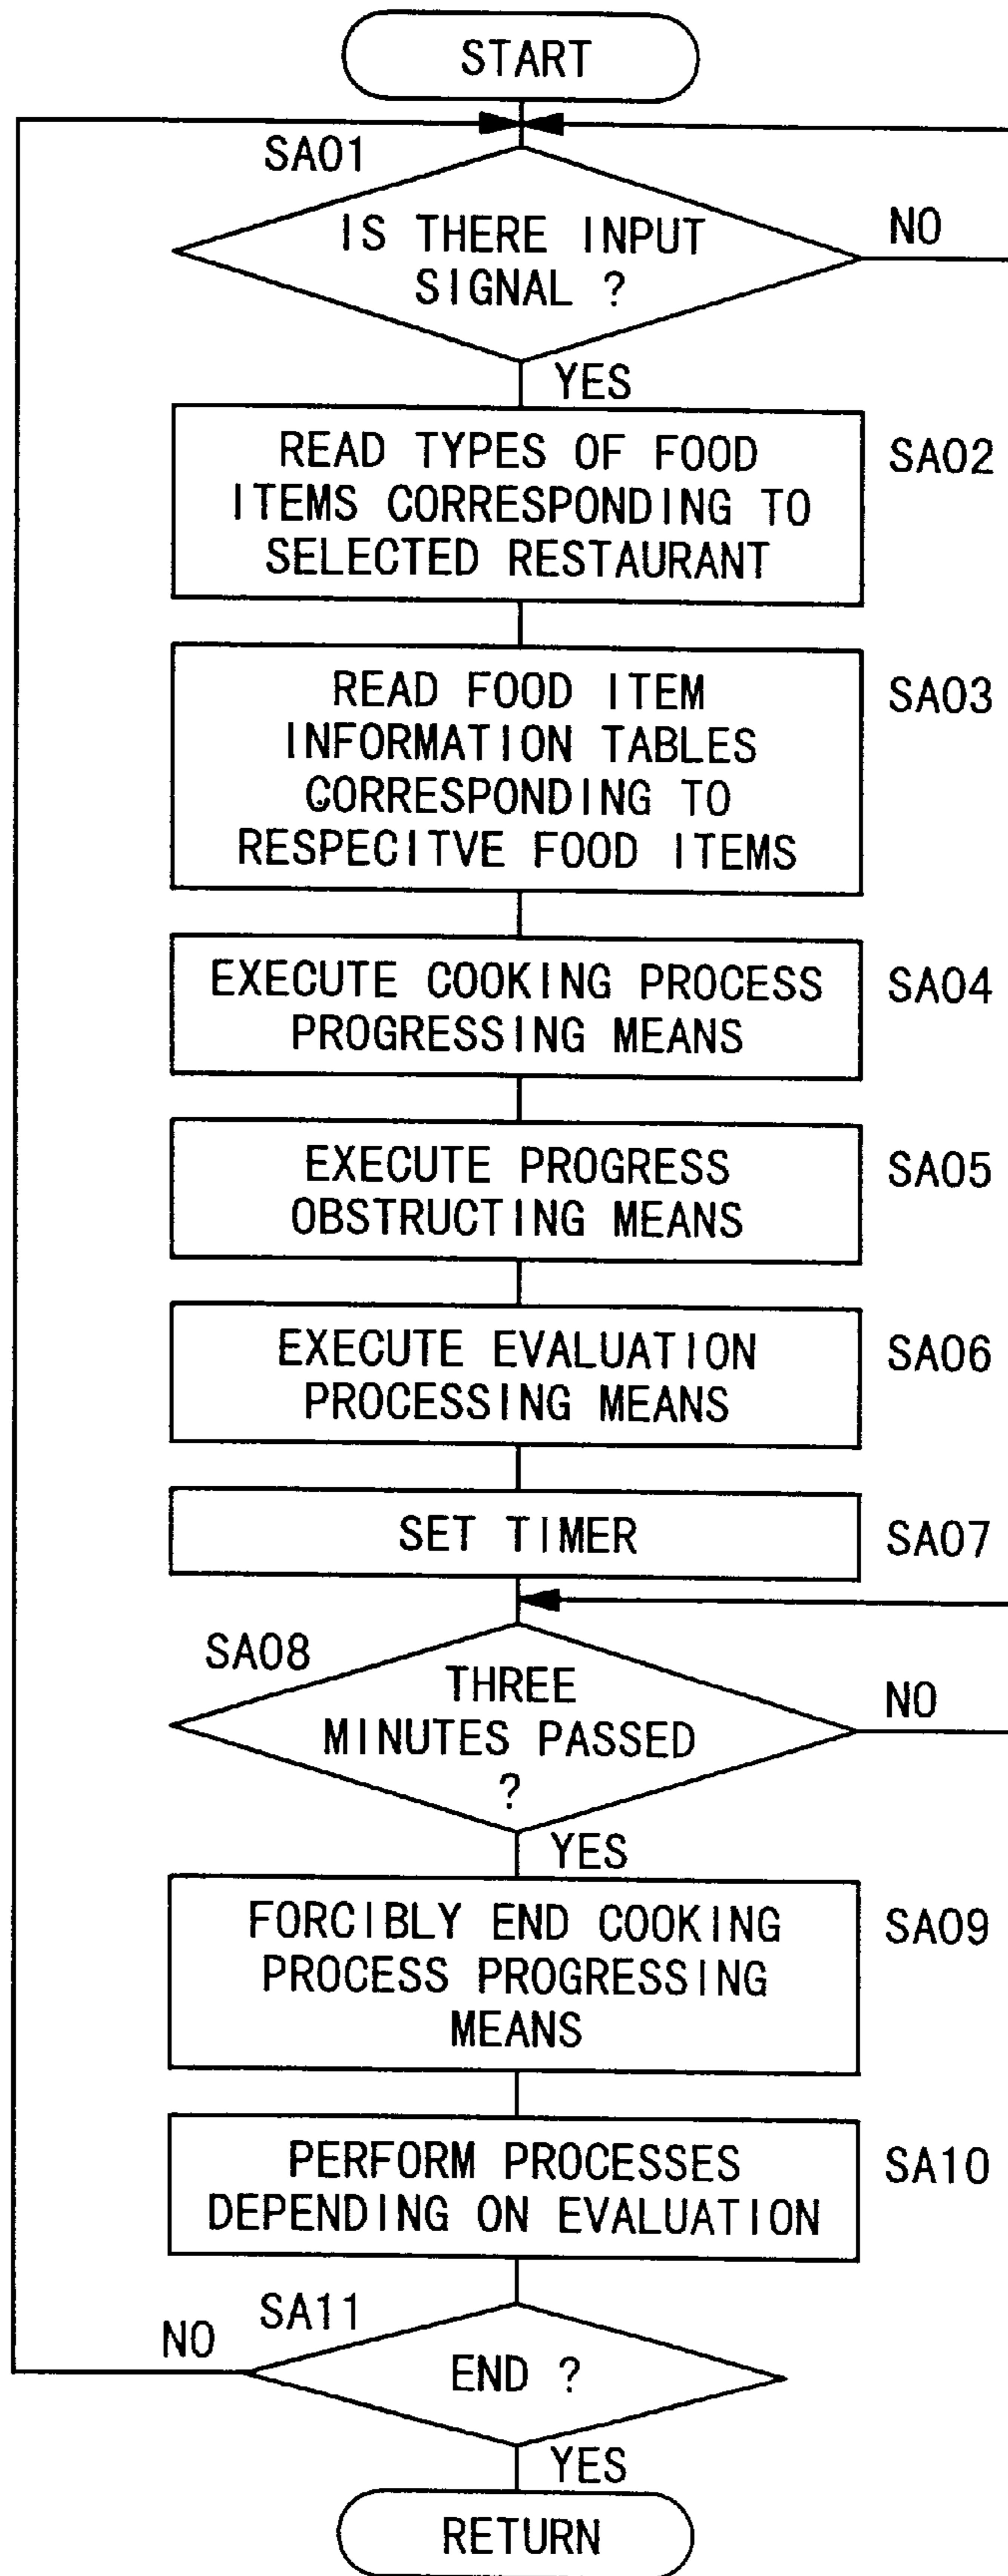 START
SA01
IS THERE INPUT
SIGNAL ?
NO
YES
READ TYPES OF FOOD
ITEMS CORRESPONDING TO
SELECTED RESTAURANT
SA02
READ FOOD ITEM
INFORMATION TABLES
CORRESPONDING TO
RESPECITVE FOOD ITEMS
SA03
EXECUTE COOKING PROCESS
PROGRESSING MEANS
SA04
EXECUTE PROGRESS
OBSTRUCTING MEANS
SA05
EXECUTE EVALUATION
PROCESSING MEANS
SA06
SET TIMER
SA07
SA08
THREE
MINUTES PASSED
?
NO
YES
FORCIBLY END COOKING
PROCESS PROGRESSING
MEANS
SA09
PERFORM PROCESSES
DEPENDING ON EVALUATION
SA10
SA11
NO
END ?
YES
RETURN